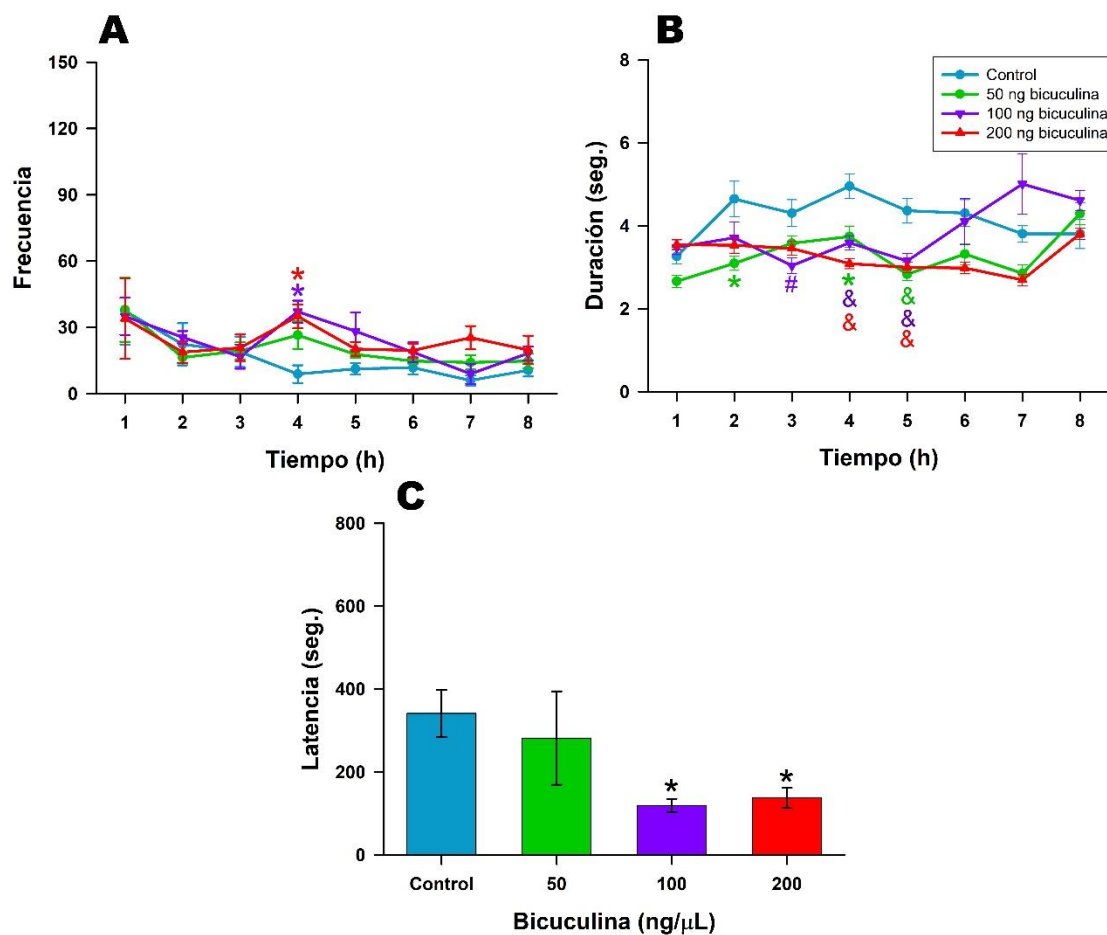 A
150
120
90
60
30
0
Frecuencia
*
*
1 2 3 4 5 6 7 8
Tiempo (h)
B
8
6
4
2
0
Duración (seg.)
Control
50 ng bicuculina
100 ng bicuculina
200 ng bicuculina
* # * &
& &
& &
1 2 3 4 5 6 7 8
Tiempo (h)
C
800
600
400
200
0
Latencia (seg.)
* *
Control 50 100 200
Bicuculina (ng/μL)